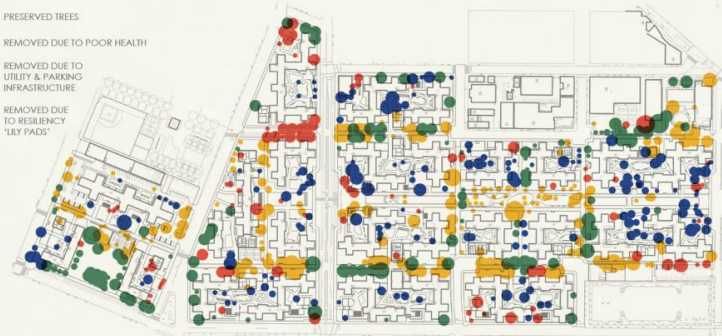 PRESERVED TREES
REMOVED DUE TO POOR HEALTH
REMOVED DUE TO
UTILITY & PARKING
INFRASTRUCTURE
REMOVED DUE
TO RESILIENCY
'LILY PADS'